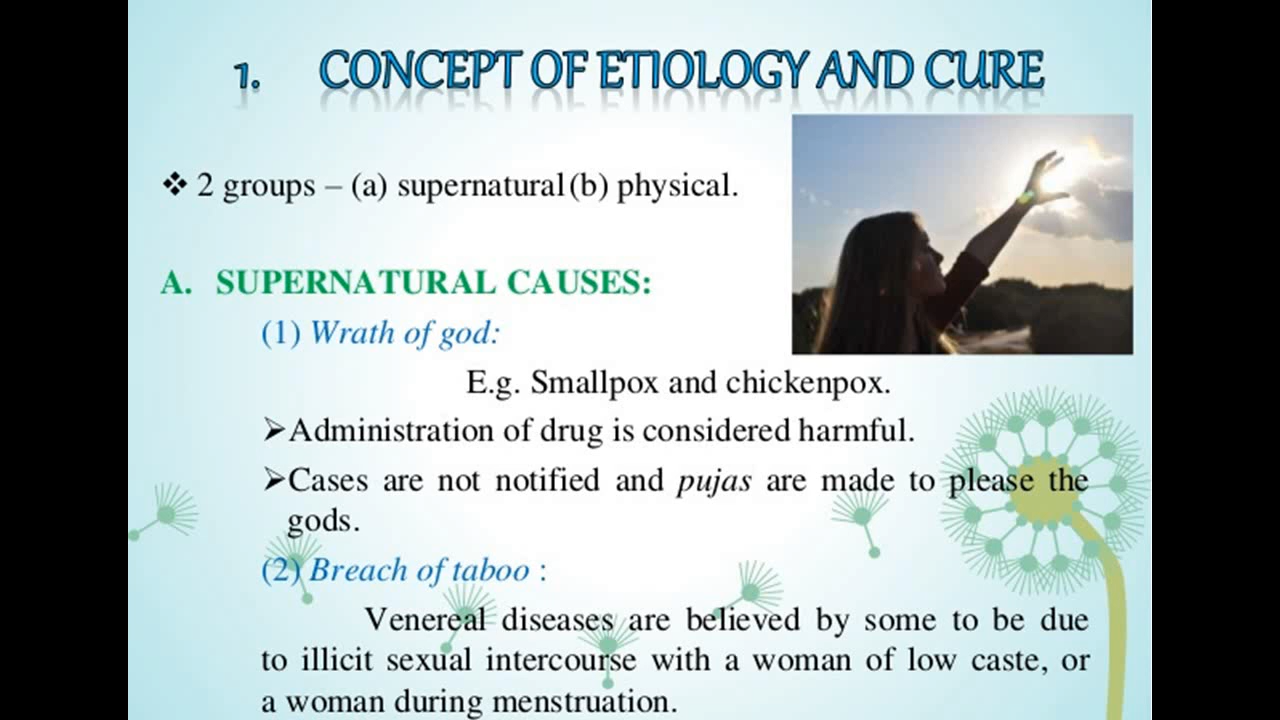 1. CONCEPT OF ETIOLOGY AND CURE
❖ 2 groups – (a) supernatural (b) physical.
A. SUPERNATURAL CAUSES:
(1) Wrath of god:
E.g. Smallpox and chickenpox.
➢Administration of drug is considered harmful.
➢Cases are not notified and pujas are made to please the
gods.
(2) Breach of taboo :
Venereal diseases are believed by some to be due
to illicit sexual intercourse with a woman of low caste, or
a woman during menstruation.